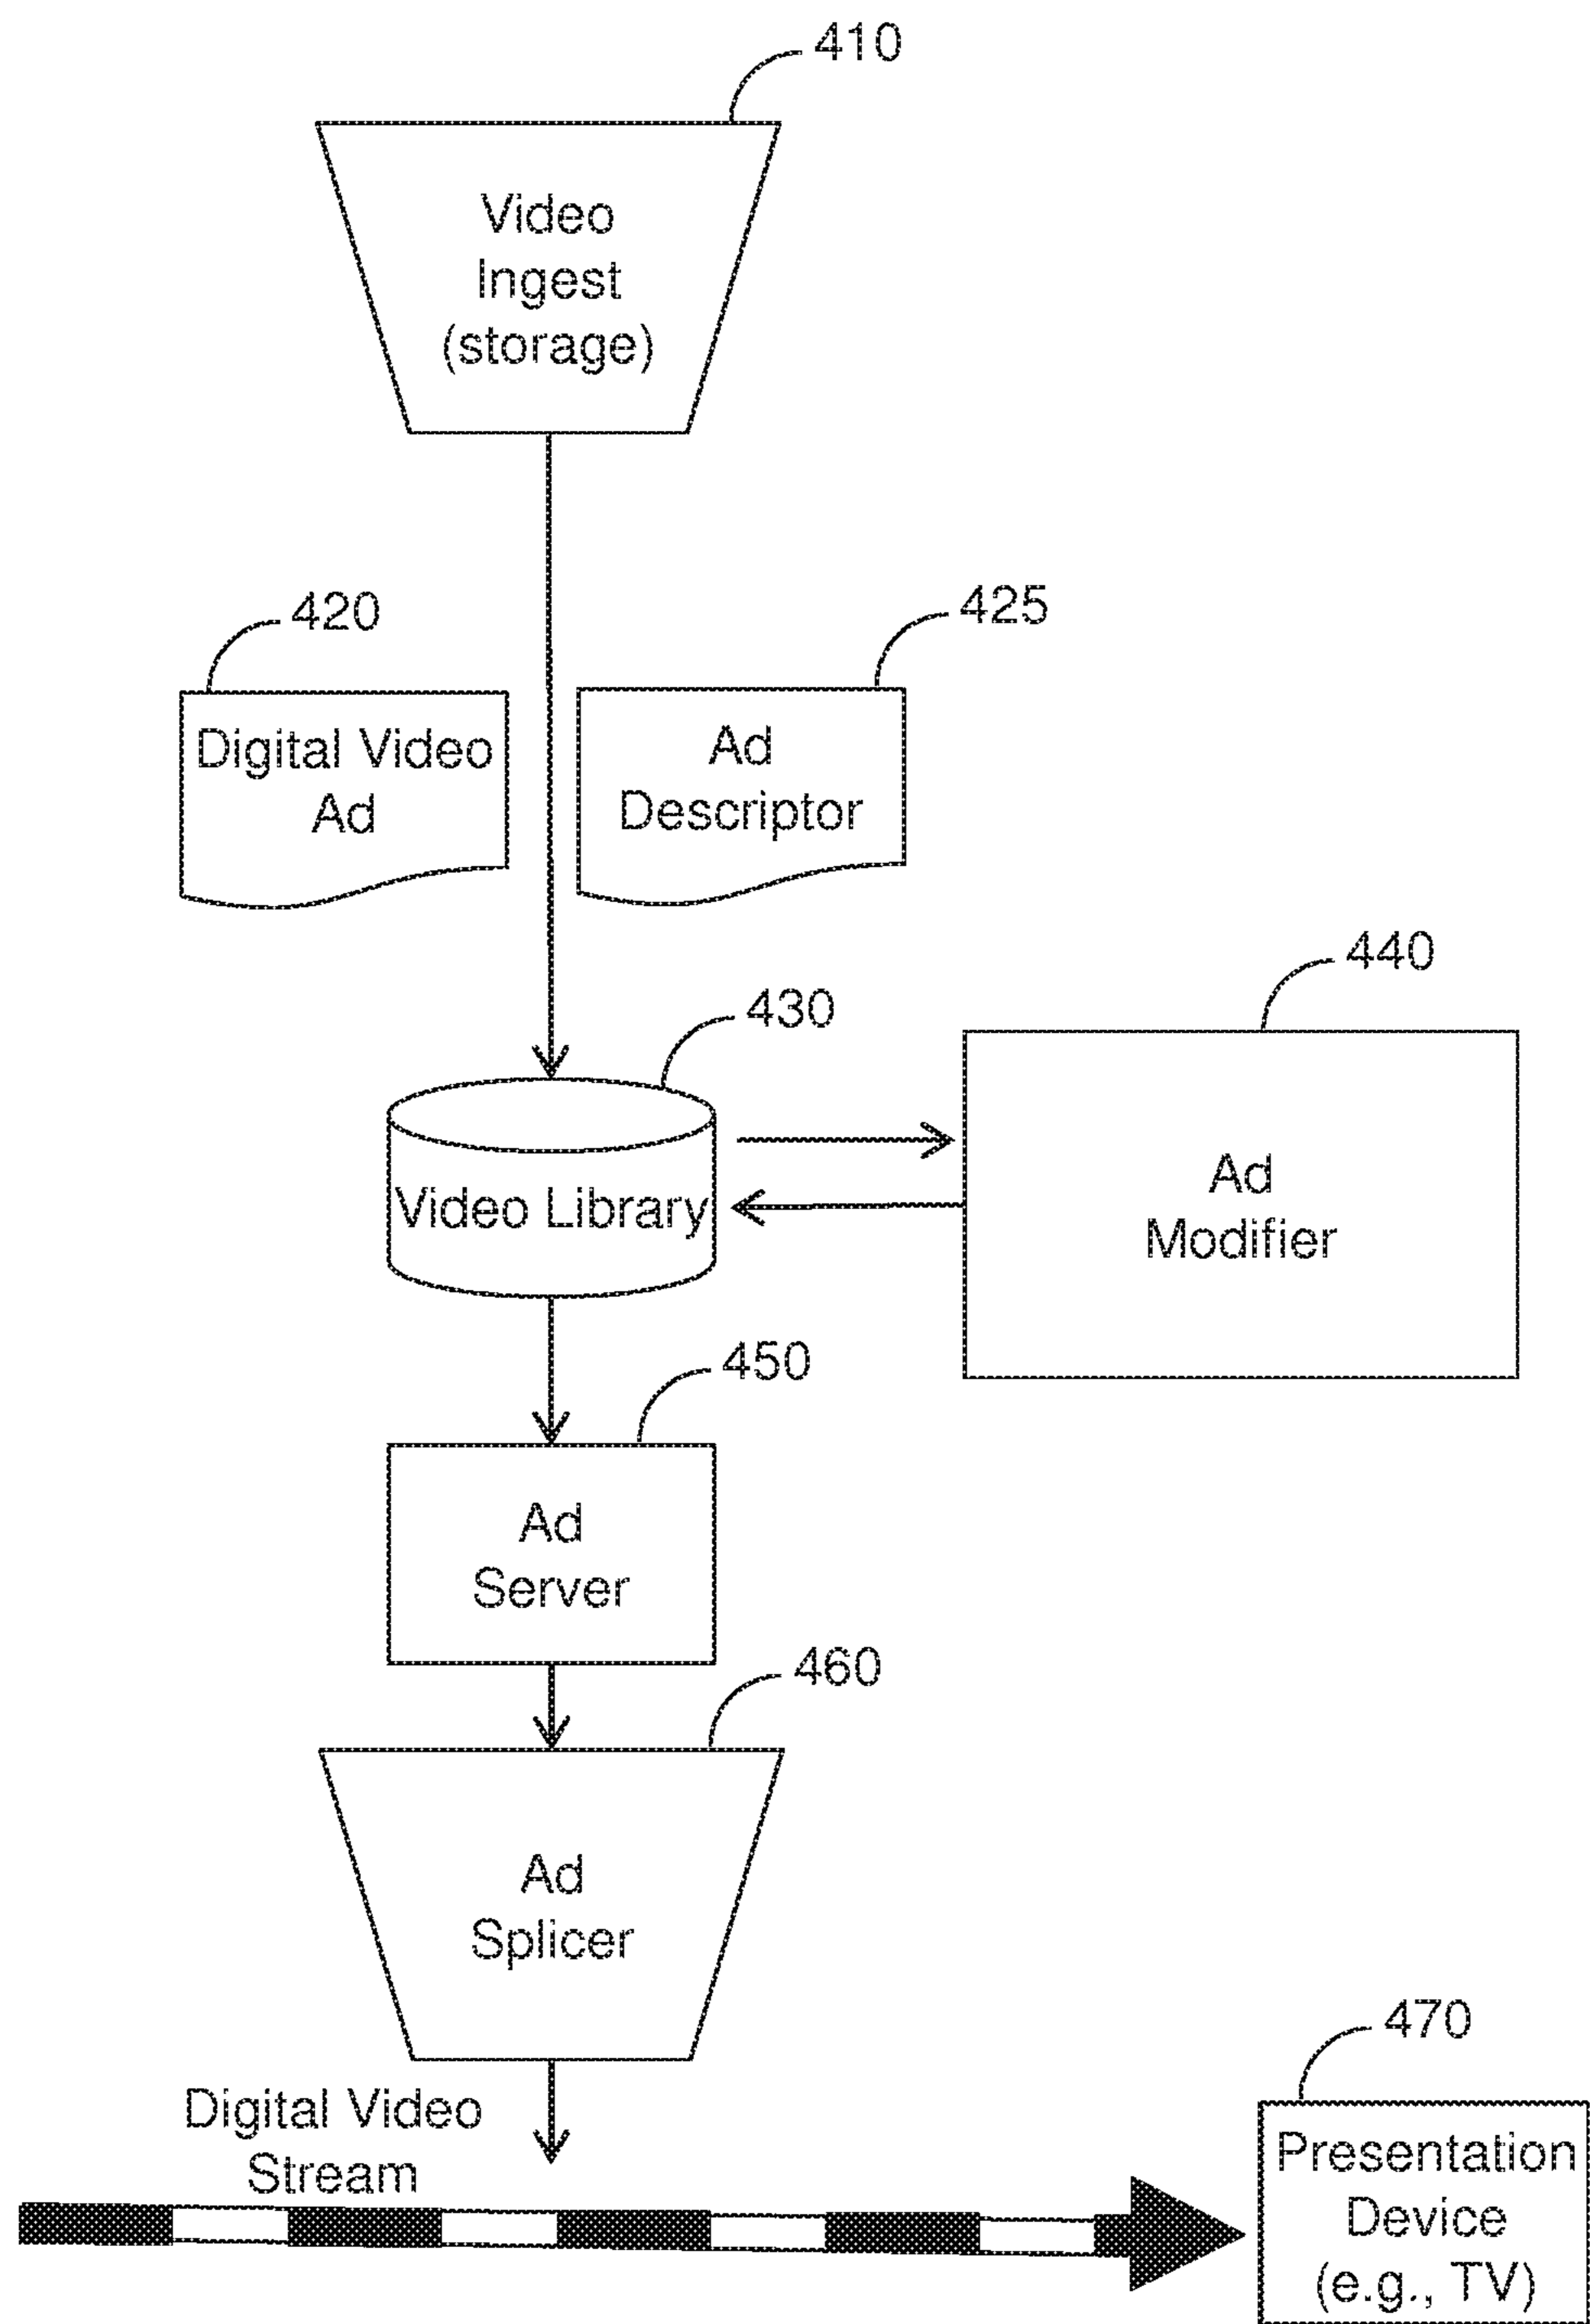 410
Video
Ingest
(storage)
420
425
Digital Video
Ad
Ad
Descriptor
440
430
Video Library
Ad
Modifier
450
Ad
Server
460
Ad
Splicer
470
Digital Video
Stream
Presentation
Device
(e.g., TV)